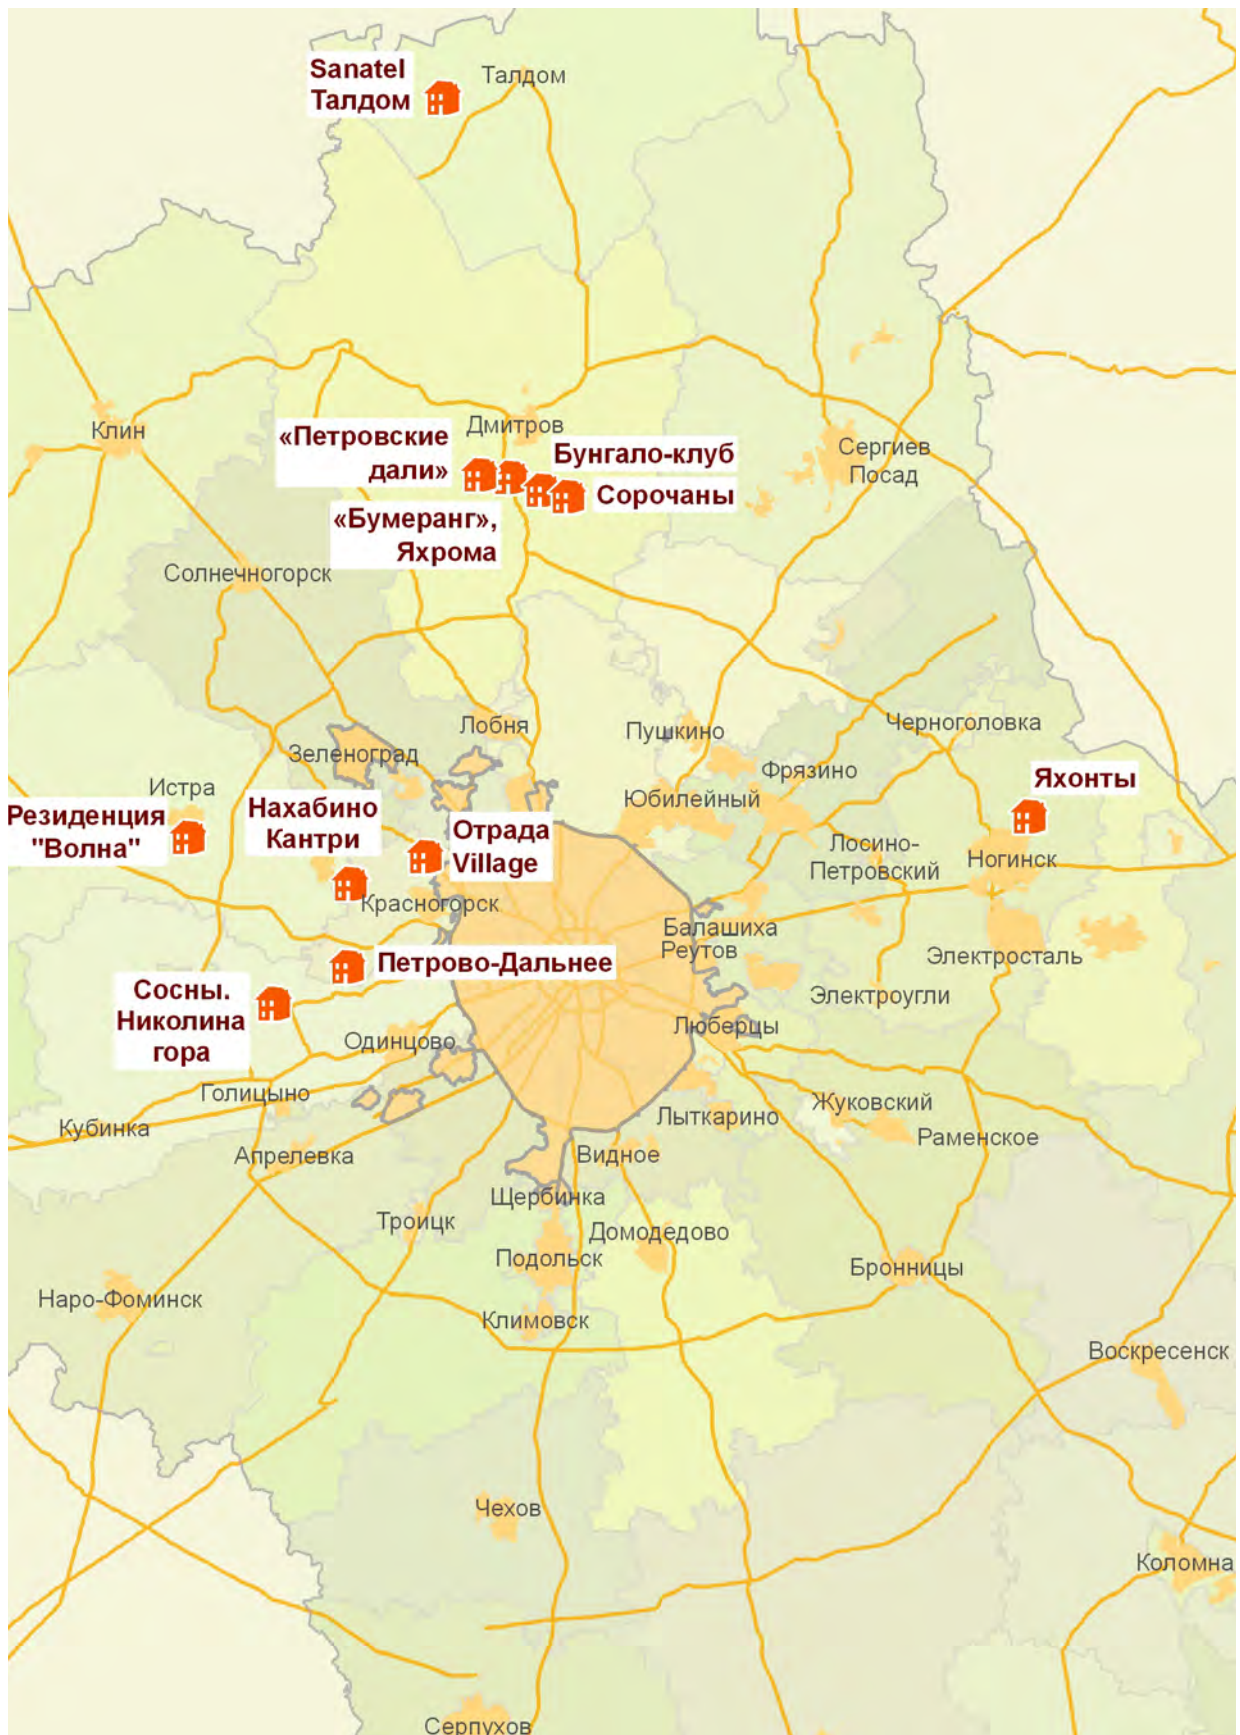 Sanatel
Талдом
Талдом
Клин
«Петровские
дали»
Дмитров
Бунгало-клуб
Сорочаны
Сергиев
Посад
«Бумеранг»,
Яхрома
Солнечногорск
Лобня
Пушкино
Черноголовка
Зеленоград
Фрязино
Истра
Юбилейный
Яхонты
Резиденция
"Волна"
Нахабино
Кантри
Отрада
Village
Лосино-
Петровский
Ногинск
Красногорск
Балашиха
Реутов
Электросталь
Петрово-Дальнее
Электроугли
Сосны.
Николина
гора
Люберцы
Одинцово
Голицыно
Жуковский
Лыткарино
Кубинка
Раменское
Апрелевка
Видное
Щербинка
Троицк
Домодедово
Подольск
Бронницы
Наро-Фоминск
Климовск
Воскресенск
Чехов
Коломна
Серпухов